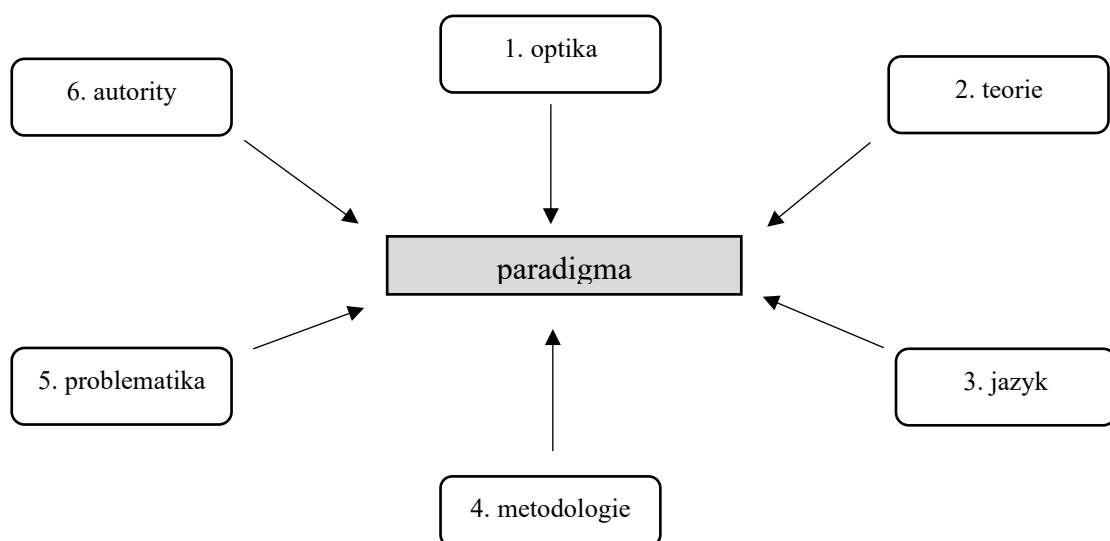 1. optika
6. autority
2. teorie
paradigma
5. problematika
3. jazyk
4. metodologie